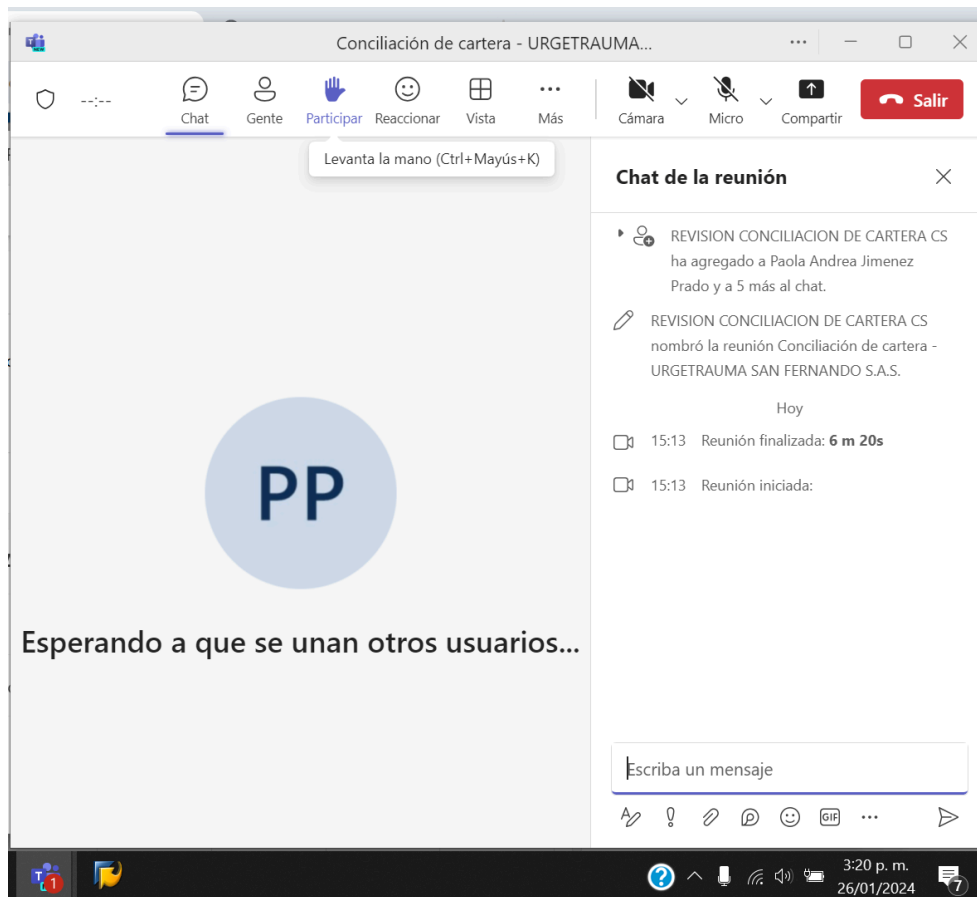 Conciliación de cartera - URGETRAUMA...
--:--
Chat
Gente
Participar
Reaccionar
Vista
Más
Cámara
Micro
Compartir
Salir
Levanta la mano (Ctrl+Mayús+K)
Chat de la reunión
REVISION CONCILIACION DE CARTERA CS
ha agregado a Paola Andrea Jimenez
Prado y a 5 más al chat.
REVISION CONCILIACION DE CARTERA CS
nombró la reunión Conciliación de cartera -
URGETRAUMA SAN FERNANDO S.A.S.
Hoy
15:13 Reunión finalizada: 6 m 20s
15:13 Reunión iniciada:
PP
Esperando a que se unan otros usuarios...
Escriba un mensaje
GIF
T
1
3:20 p. m.
26/01/2024
7